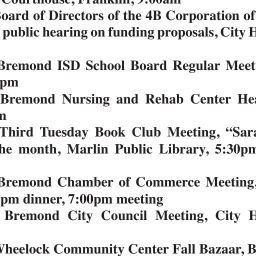 Courthouse, Franklin, 9:00am
Board of Directors of the 4B Corporation of
public hearing on funding proposals, City H
Bremond ISD School Board Regular Meet
pm
Bremond Nursing and Rehab Center Hea
m
Third Tuesday Book Club Meeting, “Sara
he month, Marlin Public Library, 5:30pm
Bremond Chamber of Commerce Meeting,
pm dinner, 7:00pm meeting
Bremond City Council Meeting, City H
Wheelock Community Center Fall Bazaar, B